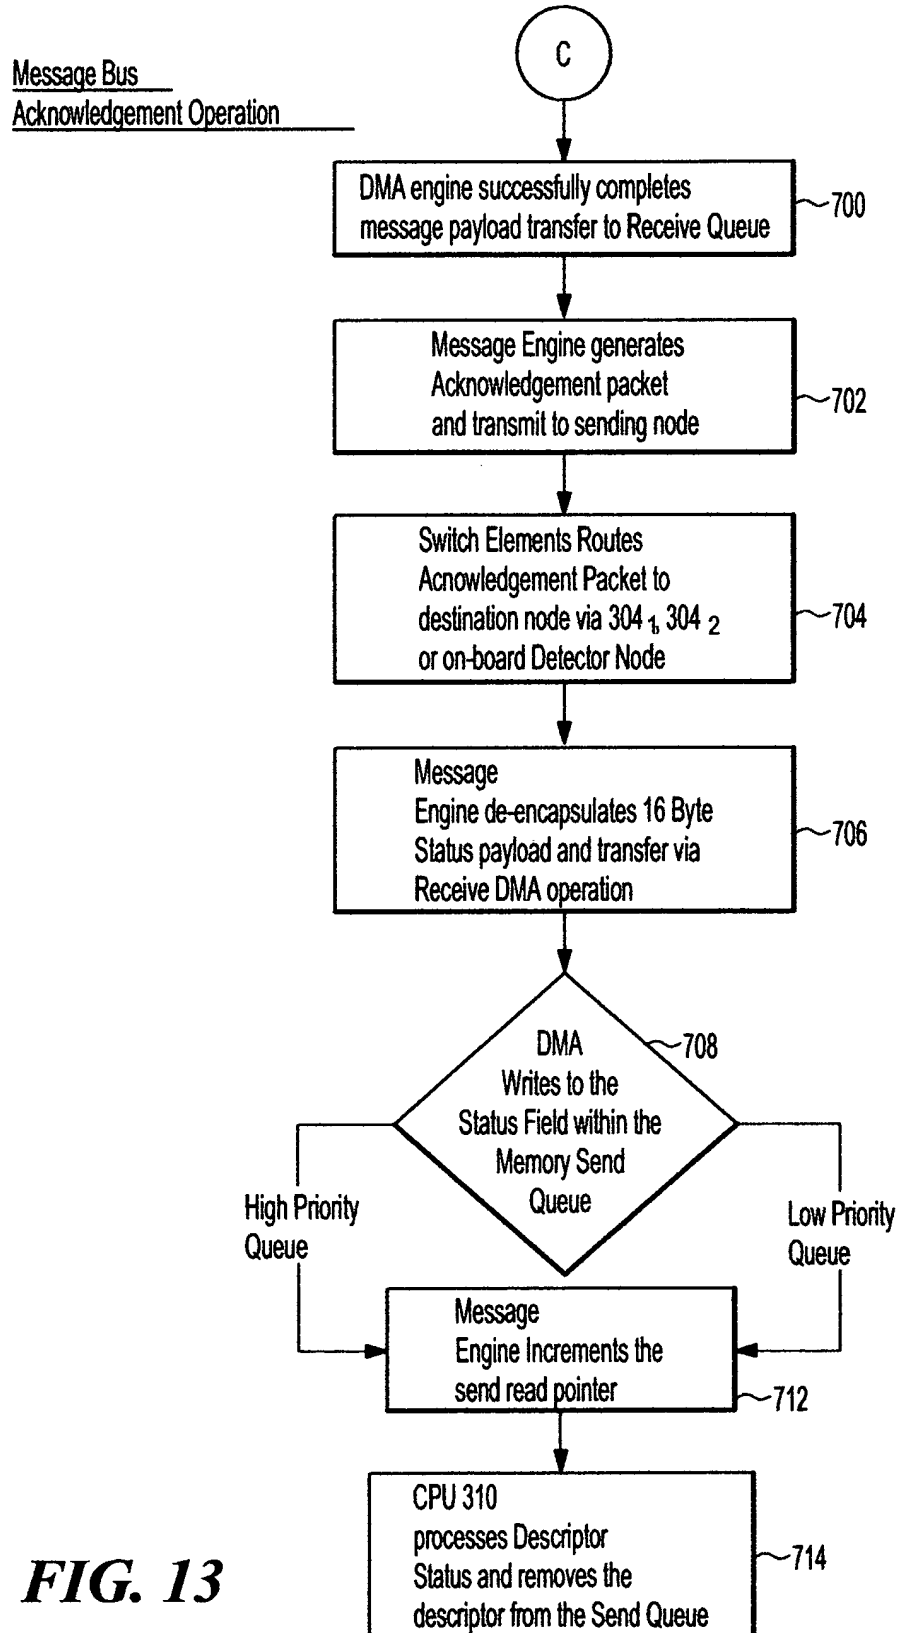 Message Bus
Acknowledgement Operation
C
DMA engine successfully completes
message payload transfer to Receive Queue
700
Message Engine generates
Acknowledgement packet
and transmit to sending node
702
Switch Elements Routes
Acnowledgement Packet to
destination node via 304 1, 304 2
or on-board Detector Node
704
Message
Engine de-encapsulates 16 Byte
Status payload and transfer via
Receive DMA operation
706
DMA
Writes to the
Status Field within the
Memory Send
Queue
708
High Priority
Queue
Low Priority
Queue
Message
Engine Increments the
send read pointer
712
CPU 310
processes Descriptor
Status and removes the
descriptor from the Send Queue
714
FIG. 13